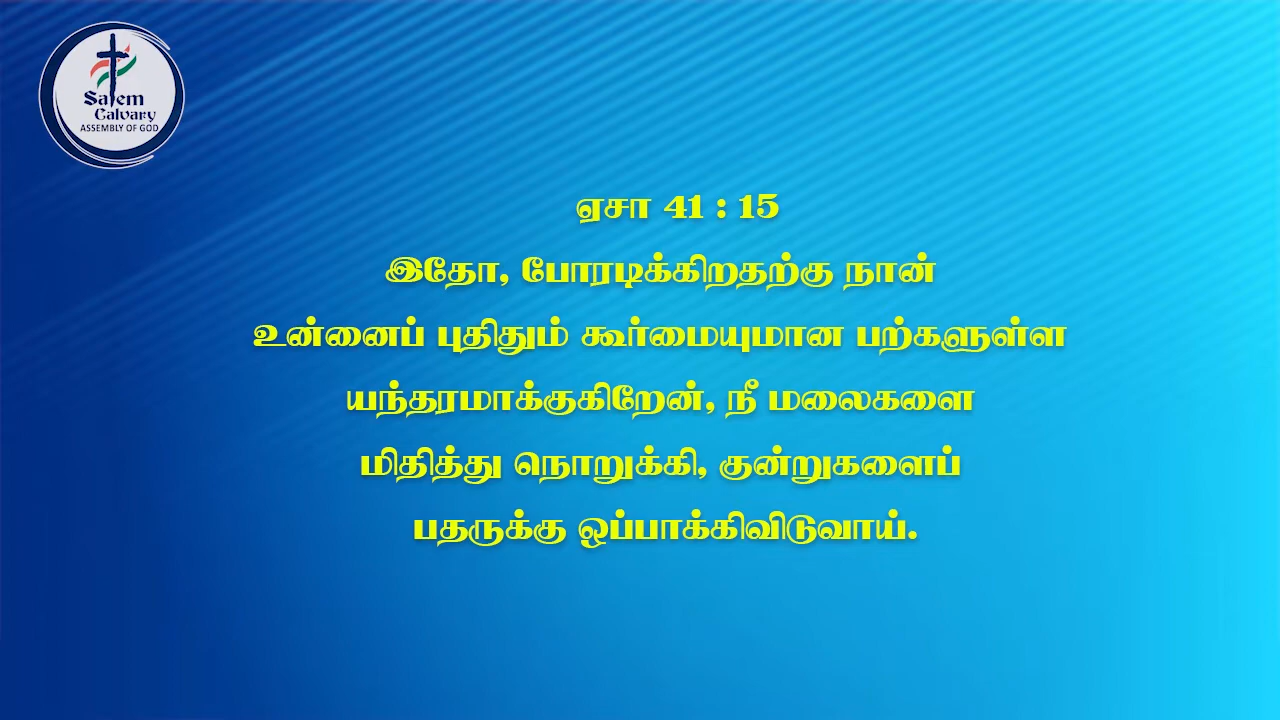 Salem
Calvary
ASSEMBLY OF GOD
ஏசா 41 : 15
இதோ, போரடிக்கிறதற்கு நான்
உன்னைப் புதிதும் கூர்மையுமான பற்களுள்ள
யந்தரமாக்குகிறேன், நீ மலைகளை
மிதித்து நொறுக்கி, குன்றுகளைப்
பதருக்கு ஒப்பாக்கிவிடுவாய்.